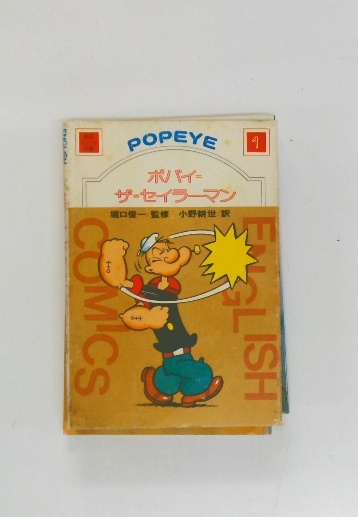 POPEYE
1
ポパイ=
ザ=セイラーマン
堀口俊一 監修 小野耕世 訳
ENGLISH
COMICS